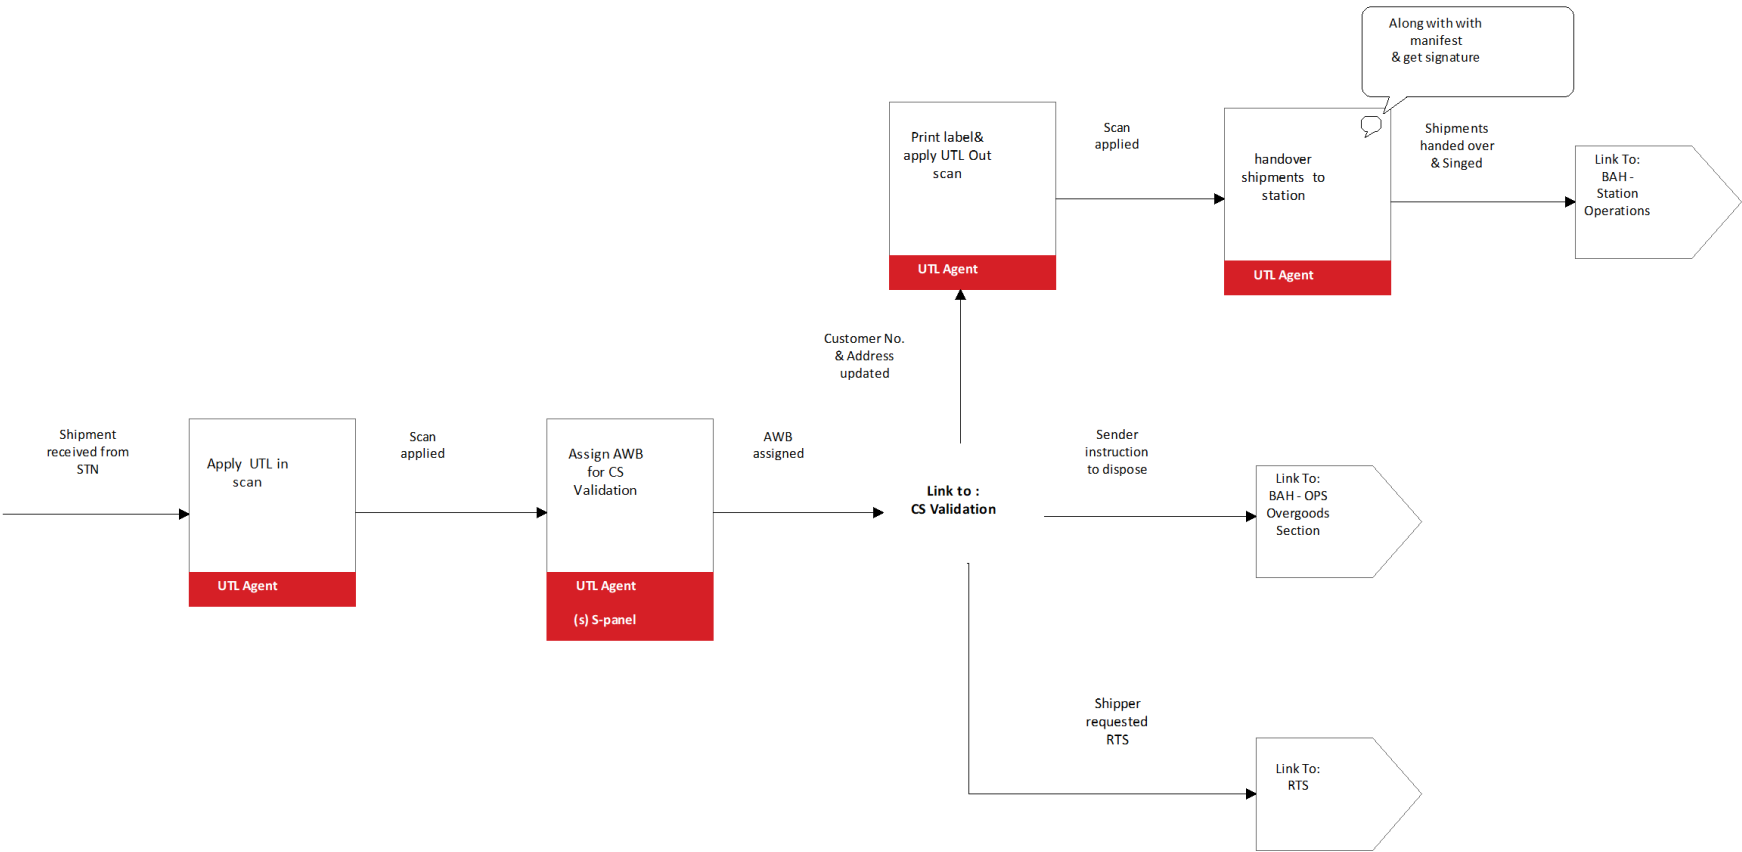 Along with with
manifest
& get signature
Print label&
apply UTL Out
scan
UTL Agent
Scan
applied
handover
shipments to
station
UTL Agent
Shipments
handed over
& Singed
Link To:
BAH -
Station
Operations
Customer No.
& Address
updated
Shipment
received from
STN
Apply UTL in
scan
UTL Agent
Scan
applied
Assign AWB
for CS
Validation
UTL Agent
(s) S-panel
AWB
assigned
Link to :
CS Validation
Sender
instruction
to dispose
Link To:
BAH - OPS
Overgoods
Section
Shipper
requested
RTS
Link To:
RTS